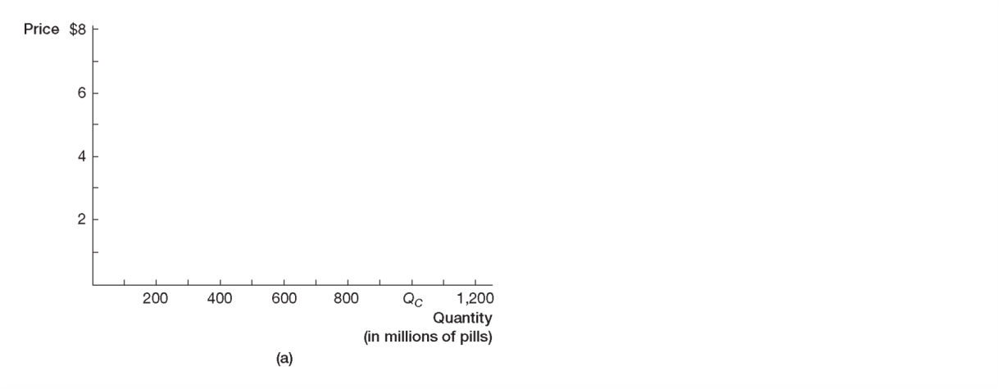 Price $8
6
4
2
200 400 600 800 QC 1,200
Quantity
(in millions of pills)
(a)